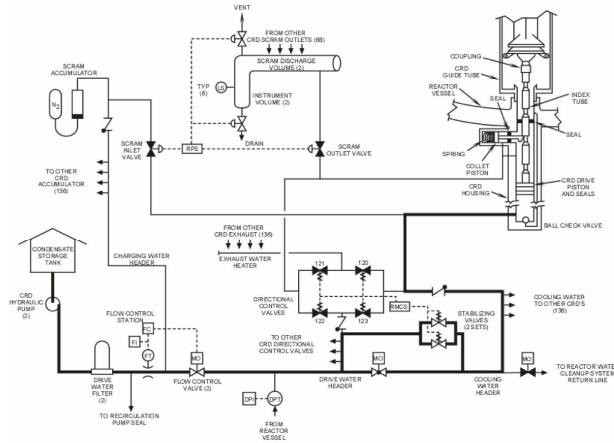 VENT
FROM OTHER
CRD SCRAM OUTLETS (68)
SCRAM DISCHARGE
VOLUME (2)
TYP
(6)
LS
INSTRUMENT
VOLUME (2)
SCRAM
ACCUMULATOR
N2
DRAIN
SCRAM
INLET
VALVE
RPS
SCRAM
OUTLET VALVE
TO OTHER
CRD
ACCUMULATOR
(136)
COUPLING
CRD
GUIDE TUBE
REACTOR
VESSEL
SEAL
INDEX
TUBE
SEAL
SPRING
COLLET
PISTON
CRD DRIVE
PISTON
AND SEALS
CRD
HOUSING
BALL CHECK VALVE
FROM OTHER
CRD EXHAUST (136)
EXHAUST WATER
HEATER
CHARGING WATER
HEADER
CONDENSATE
STORAGE
TANK
CRD
HYDRAULIC
PUMP
(2)
FLOW CONTROL
STATION
FC
FI
FT
MO
121
120
122
123
DIRECTIONAL
CONTROL
VALVES
RMCS
STABILIZING
VALVES
(2 SETS)
COOLING WATER
TO OTHER CRD'S
(136)
TO OTHER
CRD DIRECTIONAL
CONTROL VALVES
MO
MO
DRIVE WATER
FILTER (2)
FLOW CONTROL
VALVE (2)
DRIVE WATER
HEADER
COOLING
WATER
HEADER
TO REACTOR WATER
CLEANUP SYSTEM
RETURN LINE
DPI
DPT
TO RECIRCULATION
PUMP SEAL
FROM
REACTOR
VESSEL